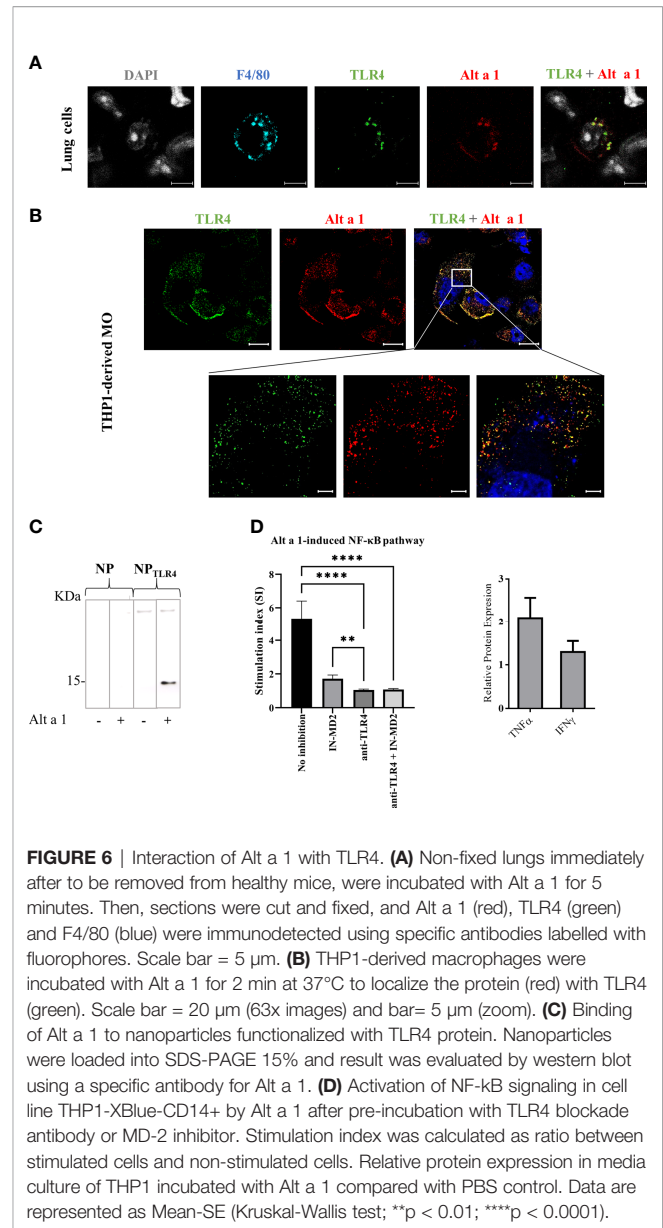 A
DAPI F4/80 TLR4 Alt a 1 TLR4 + Alt a 1
Lung cells
B
TLR4 Alt a 1 TLR4 + Alt a 1
THP1-derived MO
C
NP NPTLR4
KDa
15
Alt a 1 - + - +
D
Alt a 1-induced NF-κB pathway
****
****
**
Stimulation index (SI)
8
6
4
2
0
No inhibition
IN-MD2
anti-TLR4
anti-TLR4 + IN-MD2
Relative Protein Expression
3
2
1
0
TNFα
IFNγ
FIGURE 6 | Interaction of Alt a 1 with TLR4. (A) Non-fixed lungs immediately
after to be removed from healthy mice, were incubated with Alt a 1 for 5
minutes. Then, sections were cut and fixed, and Alt a 1 (red), TLR4 (green)
and F4/80 (blue) were immunodetected using specific antibodies labelled with
fluorophores. Scale bar = 5 µm. (B) THP1-derived macrophages were
incubated with Alt a 1 for 2 min at 37°C to localize the protein (red) with TLR4
(green). Scale bar = 20 µm (63x images) and bar= 5 µm (zoom). (C) Binding
of Alt a 1 to nanoparticles functionalized with TLR4 protein. Nanoparticles
were loaded into SDS-PAGE 15% and result was evaluated by western blot
using a specific antibody for Alt a 1. (D) Activation of NF-kB signaling in cell
line THP1-XBlue-CD14+ by Alt a 1 after pre-incubation with TLR4 blockade
antibody or MD-2 inhibitor. Stimulation index was calculated as ratio between
stimulated cells and non-stimulated cells. Relative protein expression in media
culture of THP1 incubated with Alt a 1 compared with PBS control. Data are
represented as Mean-SE (Kruskal-Wallis test; **p < 0.01; ****p < 0.0001).